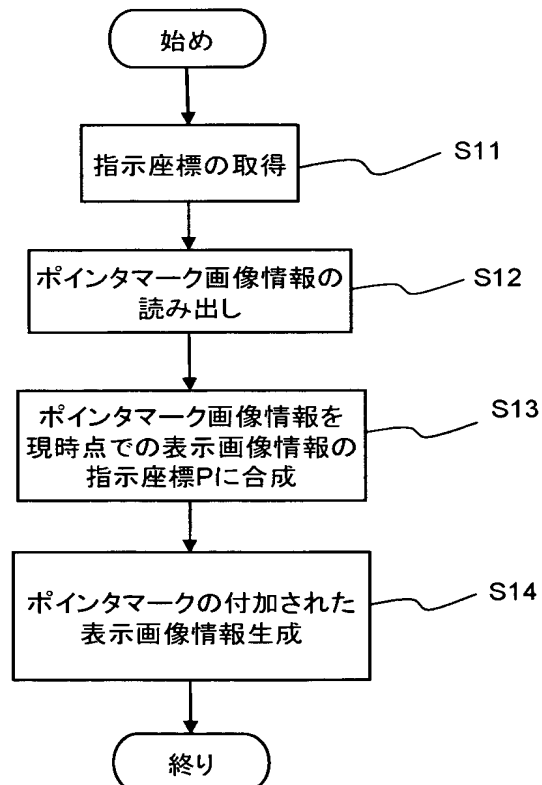 始め
指示座標の取得
S11
ポインタマーク画像情報の
読み出し
S12
ポインタマーク画像情報を
現時点での表示画像情報の
指示座標Pに合成
S13
ポインタマークの付加された
表示画像情報生成
S14
終り